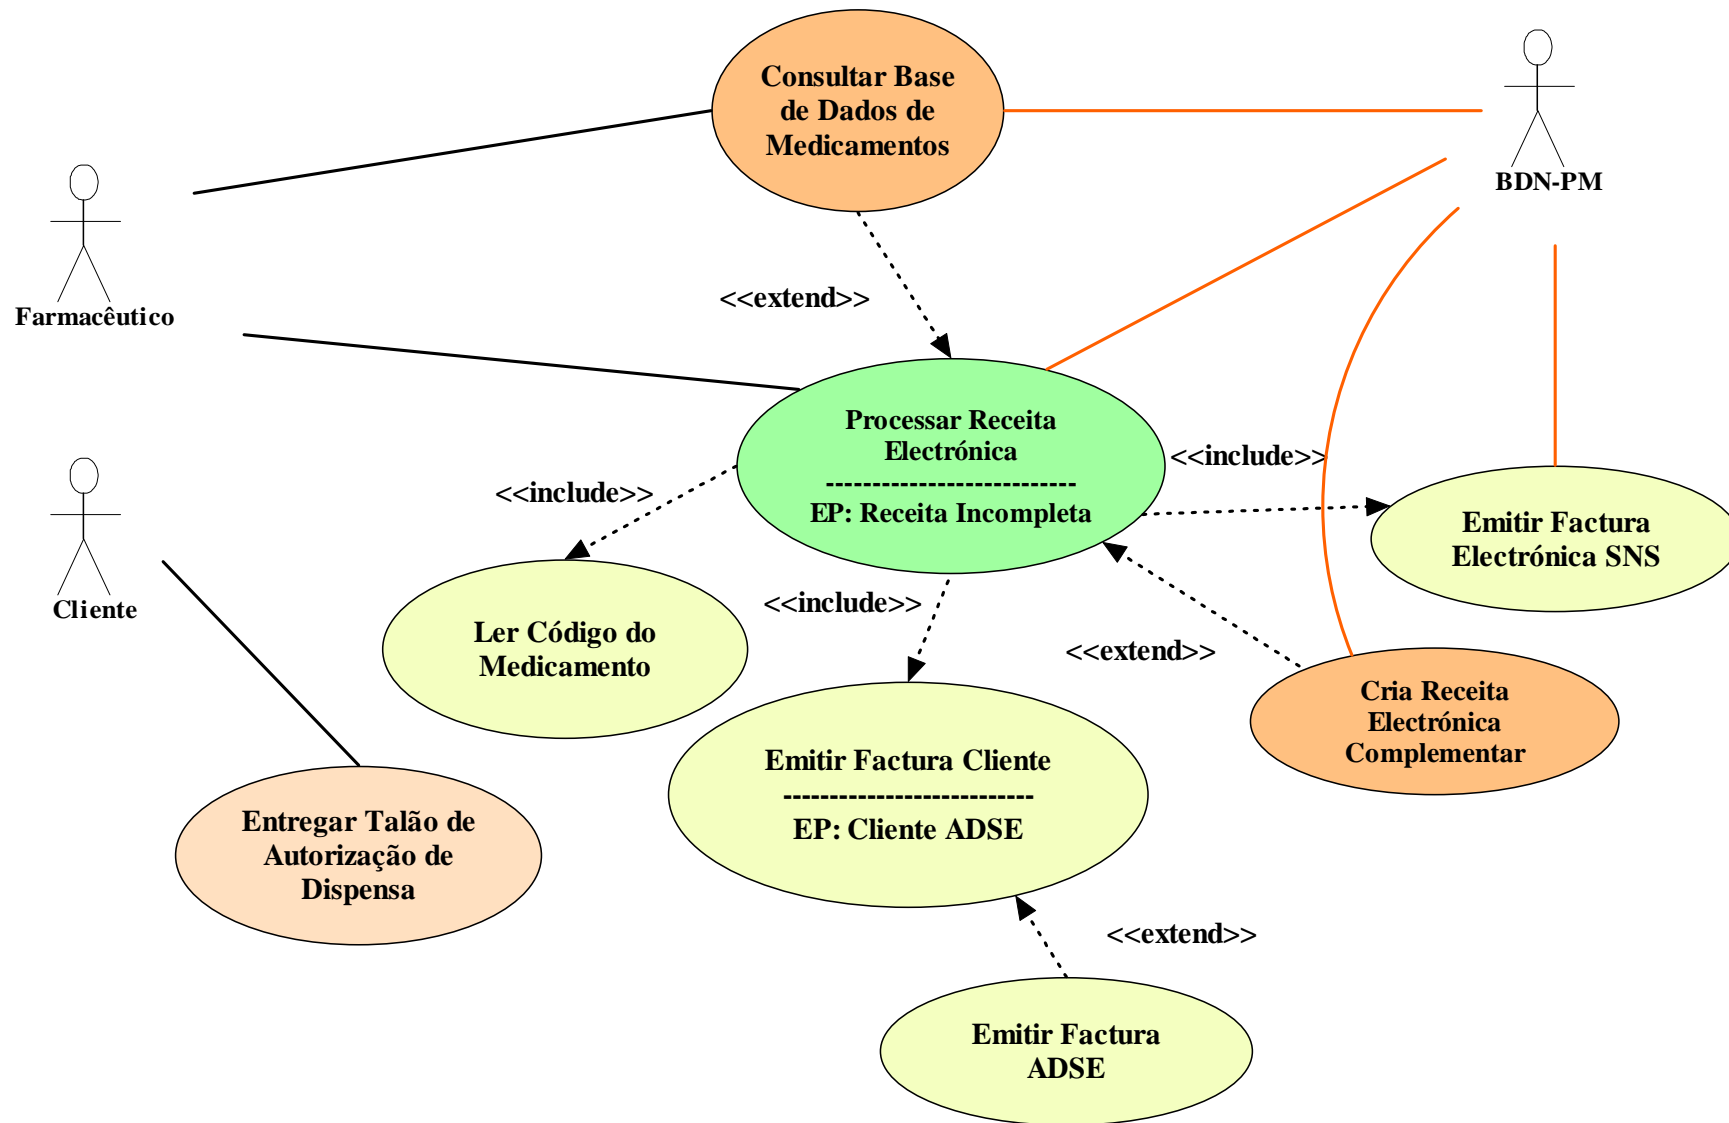 Consultar Base
de Dados de
Medicamentos
BDN-PM
Farmacêutico
<<extend>>
Processar Receita
Electrónica
---------------------------
EP: Receita Incompleta
<<include>>
<<include>>
Emitir Factura
Electrónica SNS
Cliente
<<include>>
Ler Código do
Medicamento
<<extend>>
Cria Receita
Electrónica
Complementar
Emitir Factura Cliente
---------------------------
EP: Cliente ADSE
Entregar Talão de
Autorização de
Dispensa
<<extend>>
Emitir Factura
ADSE